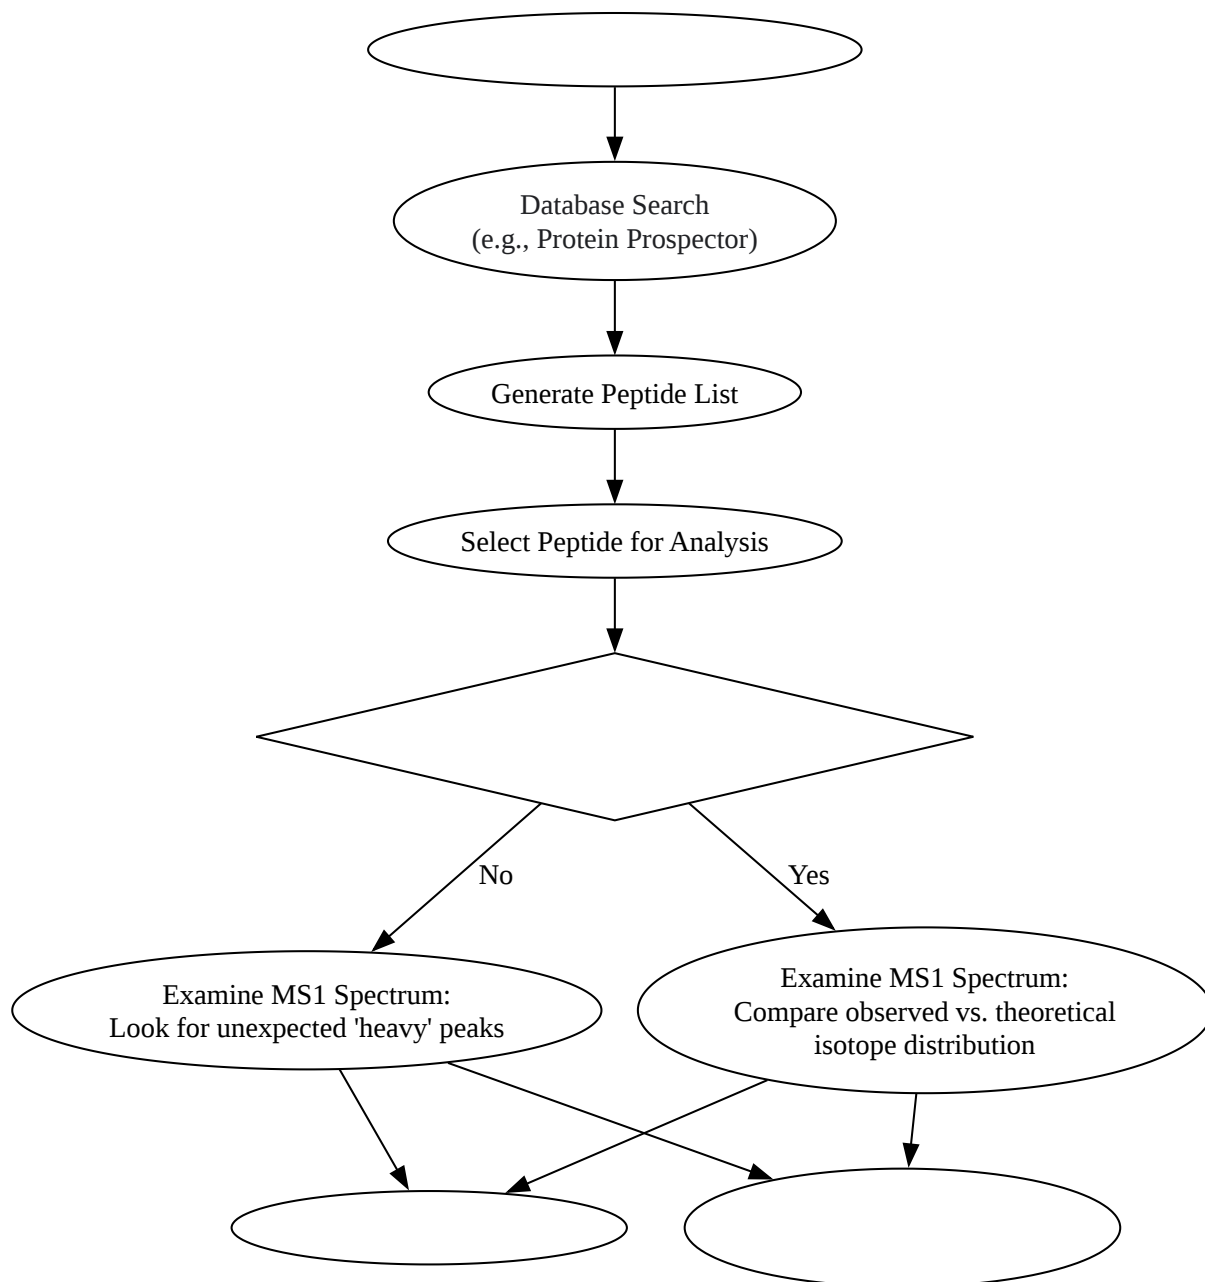 Database Search
(e.g., Protein Prospector)
Generate Peptide List
Select Peptide for Analysis
No
Yes
Examine MS1 Spectrum:
Look for unexpected 'heavy' peaks
Examine MS1 Spectrum:
Compare observed vs. theoretical
isotope distribution